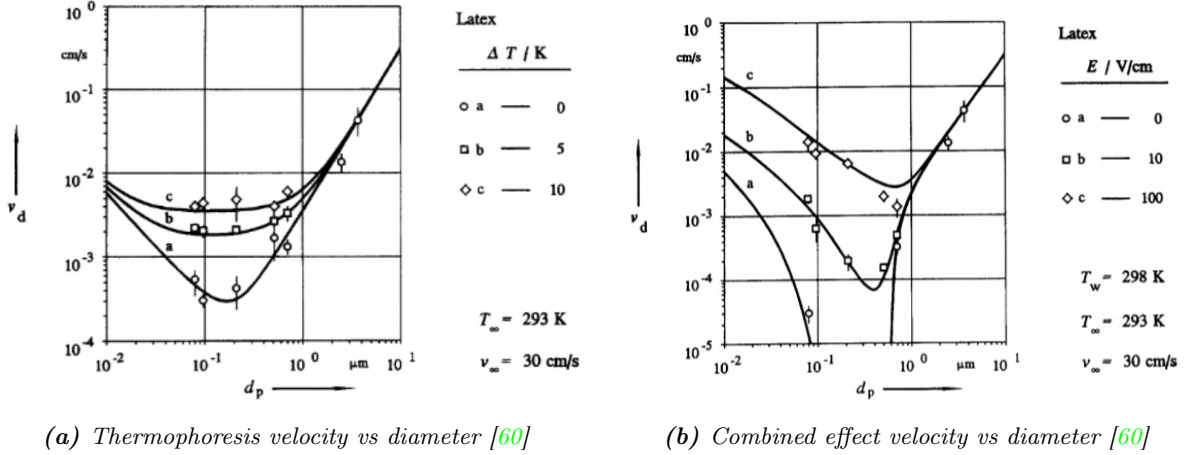 10 0
cm/s
10 -1
10 -2
v d
10 -3
10 -4
10 -2
10 -1
10 0
μm
10 1
d p
c
b
a
Latex
Δ T / K
a — 0
b — 5
c — 10
T ∞ = 293 K
v ∞ = 30 cm/s
(a) Thermophoresis velocity vs diameter [60]
10 0
cm/s
10 -1
10 -2
v d
10 -3
10 -4
10 -5
10 -2
10 -1
10 0
μm
10 1
d p
c
b
a
Latex
E / V/cm
a — 0
b — 10
c — 100
T w = 298 K
T ∞ = 293 K
v ∞ = 30 cm/s
(b) Combined effect velocity vs diameter [60]